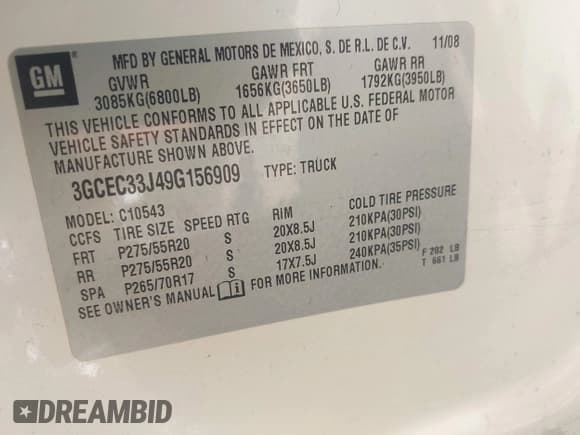 GM ®
MFD BY GENERAL MOTORS DE MEXICO, S. DE R.L. DE C.V. 11/08
GVWR GAWR FRT GAWR RR
3085KG(6800LB) 1656KG(3650LB) 1792KG(3950LB)
THIS VEHICLE CONFORMS TO ALL APPLICABLE U.S. FEDERAL MOTOR
VEHICLE SAFETY STANDARDS IN EFFECT ON THE DATE OF
MANUFACTURE SHOWN ABOVE.
3GCEC33J49G156909 TYPE: TRUCK
MODEL: C10543
CCFS TIRE SIZE SPEED RTG RIM COLD TIRE PRESSURE
FRT P275/55R20 S 20X8.5J 210KPA(30PSI)
RR P275/55R20 S 20X8.5J 210KPA(30PSI)
SPA P265/70R17 S 17X7.5J 240KPA(35PSI)
F 282 LB
T 661 LB
SEE OWNER'S MANUAL FOR MORE INFORMATION.
DREAMBID